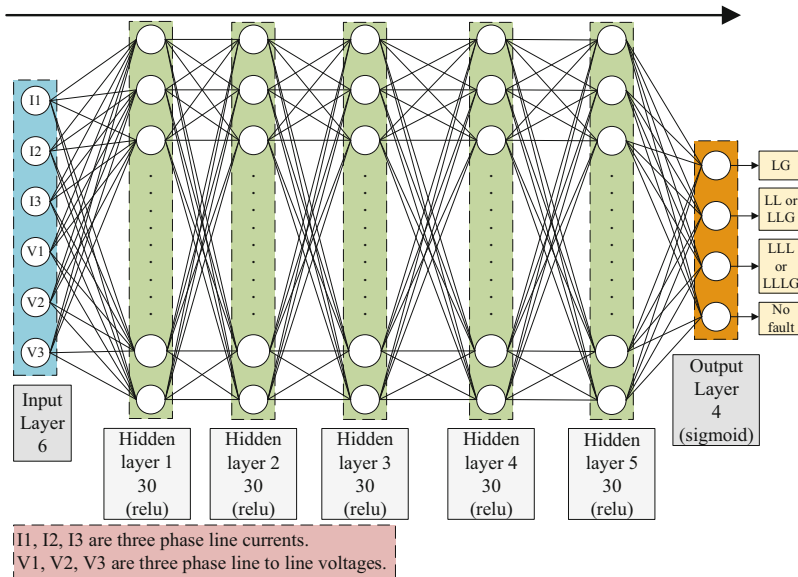 I1
I2
I3
V1
V2
V3
LG
LL or
LLG
LLL
or
LLLG
No
fault
Input
Layer
6
Hidden
layer 1
30
(relu)
Hidden
layer 2
30
(relu)
Hidden
layer 3
30
(relu)
Hidden
layer 4
30
(relu)
Hidden
layer 5
30
(relu)
Output
Layer
4
(sigmoid)
I1, I2, I3 are three phase line currents.
V1, V2, V3 are three phase line to line voltages.